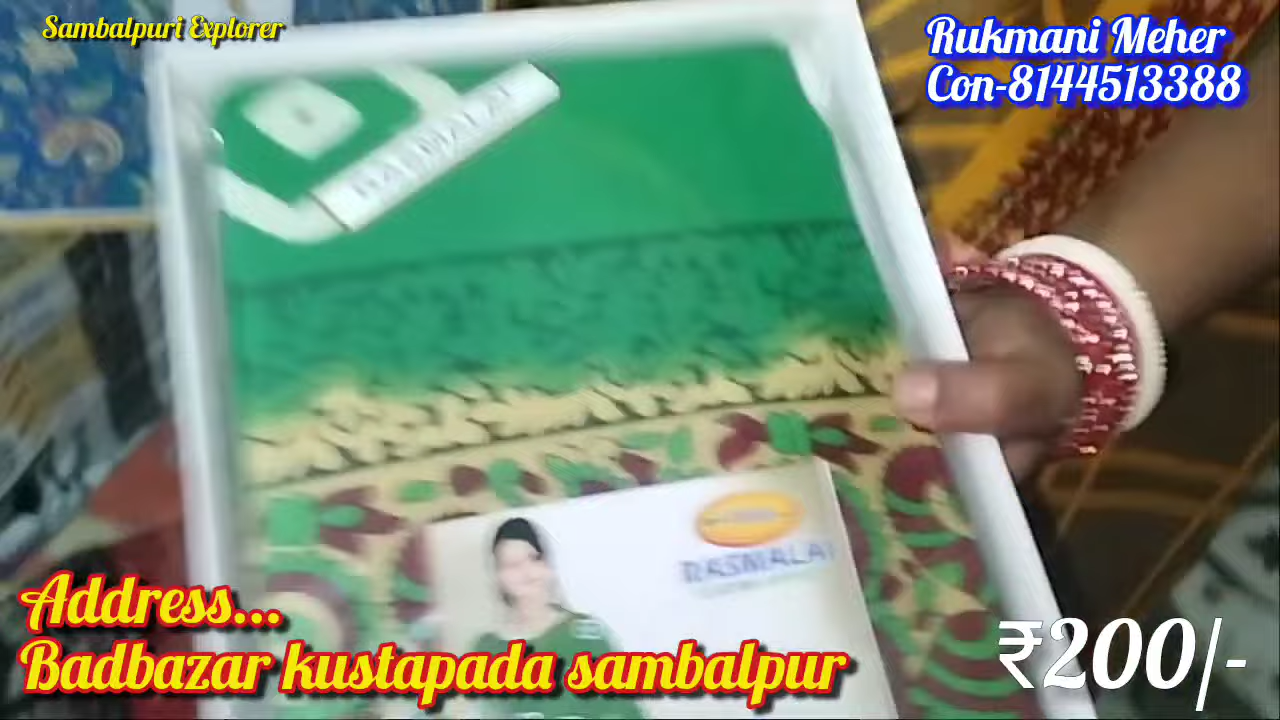 Sambalpuri Explorer
Rukmani Meher
Con-8144513388
RASMALAI
RASMALAI
Address...
Badbazar kustapada sambalpur
₹200/-